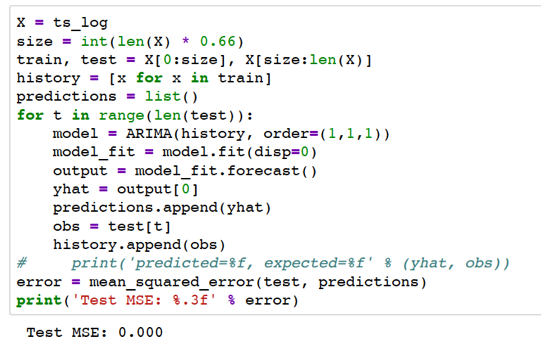 X = ts_log
size = int(len(X) * 0.66)
train, test = X[0:size], X[size:len(X)]
history = [x for x in train]
predictions = list()
for t in range(len(test)):
    model = ARIMA(history, order=(1,1,1))
    model_fit = model.fit(disp=0)
    output = model_fit.forecast()
    yhat = output[0]
    predictions.append(yhat)
    obs = test[t]
    history.append(obs)
#     print('predicted=%f, expected=%f' % (yhat, obs))
error = mean_squared_error(test, predictions)
print('Test MSE: %.3f' % error)
Test MSE: 0.000